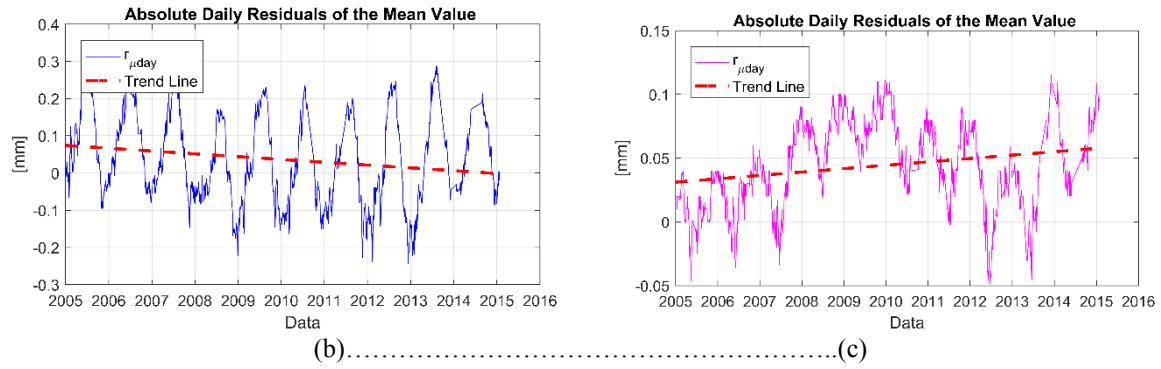 Absolute Daily Residuals of the Mean Value
0.4
0.3
0.2
0.1
0
-0.1
-0.2
-0.3
[mm]
r μday
Trend Line
2005 2006 2007 2008 2009 2010 2011 2012 2013 2014 2015 2016
Data
Absolute Daily Residuals of the Mean Value
0.15
0.1
0.05
0
-0.05
[mm]
r μday
Trend Line
2005 2006 2007 2008 2009 2010 2011 2012 2013 2014 2015 2016
Data
(b)…………………………………………………..(c)